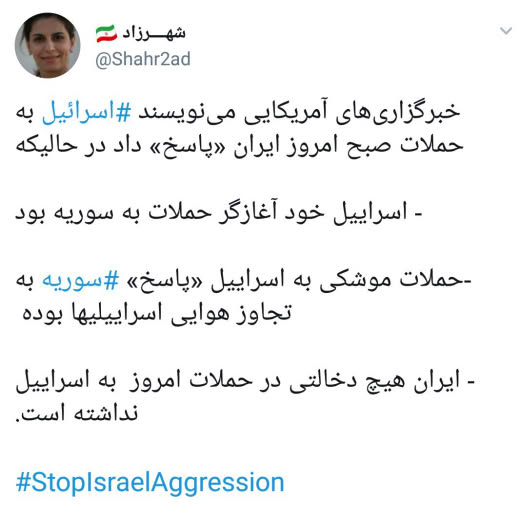 شهـــرزاد 🇮🇷
@Shahr2ad
خبرگزاری‌های آمریکایی می‌نویسند #اسرائیل به
حملات صبح امروز ایران «پاسخ» داد در حالیکه
- اسراییل خود آغازگر حملات به سوریه بود
-حملات موشکی به اسراییل «پاسخ» #سوریه به
تجاوز هوایی اسراییلیها بوده
- ایران هیچ دخالتی در حملات امروز به اسراییل
نداشته است.
#StopIsraelAggression